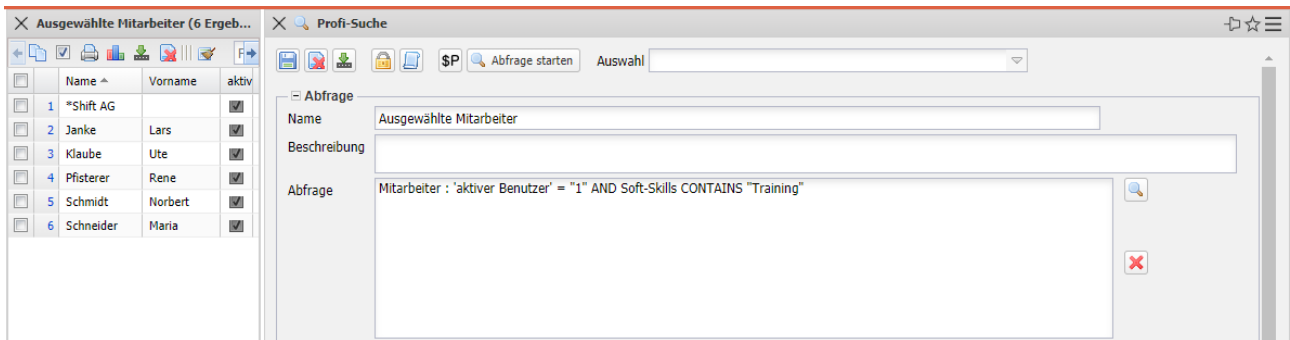 Ausgewählte Mitarbeiter (6 Ergeb...
Name Vorname aktiv
1 *Shift AG
2 Janke Lars
3 Klaube Ute
4 Pfisterer Rene
5 Schmidt Norbert
6 Schneider Maria
Profi-Suche
$P Abfrage starten Auswahl
Abfrage
Name Ausgewählte Mitarbeiter
Beschreibung
Abfrage Mitarbeiter : 'aktiver Benutzer' = "1" AND Soft-Skills CONTAINS "Training"